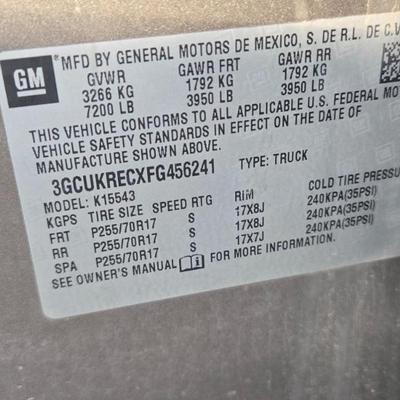 GM
MFD BY GENERAL MOTORS DE MEXICO, S. DE R.L. DE C.V
GVWR GAWR FRT GAWR RR
3266 KG 1792 KG 1792 KG
7200 LB 3950 LB 3950 LB
THIS VEHICLE CONFORMS TO ALL APPLICABLE U.S. FEDERAL MOTOR
VEHICLE SAFETY STANDARDS IN EFFECT ON THE DATE OF
MANUFACTURE SHOWN ABOVE.
3GCUKRECXFG456241 TYPE: TRUCK
MODEL: K15543
KGPS TIRE SIZE SPEED RTG RIM COLD TIRE PRESSU
FRT P255/70R17 S 17X8J 240KPA(35PSI)
RR P255/70R17 S 17X8J 240KPA(35PSI)
SPA P255/70R17 S 17X7J 240KPA(35PSI)
SEE OWNER'S MANUAL FOR MORE INFORMATION.